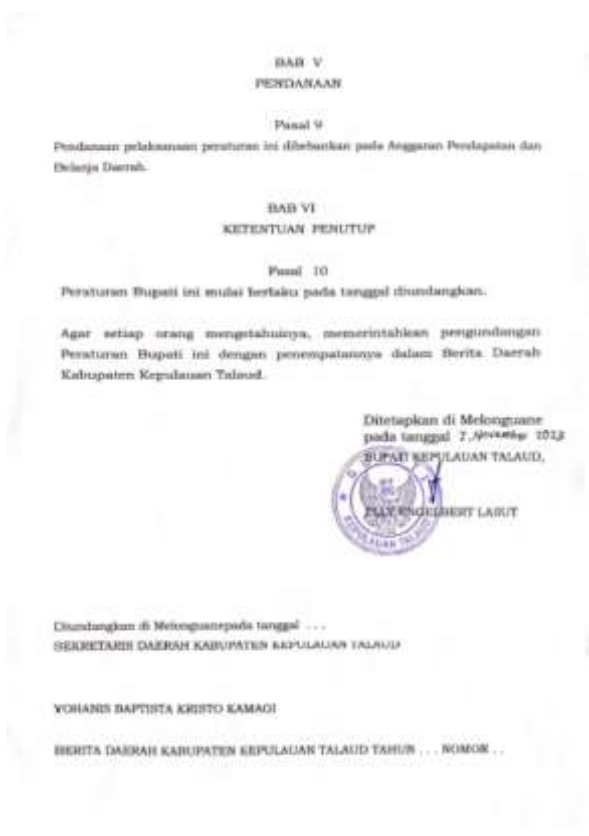 BAB V
PENDANAAN
Pasal 9
Pendanaan pelaksanaan peraturan ini dibebankan pada Anggaran Pendapatan dan
Belanja Daerah.
BAB VI
KETENTUAN PENUTUP
Pasal 10
Peraturan Bupati ini mulai berlaku pada tanggal diundangkan.
Agar setiap orang mengetahuinya, memerintahkan pengundangan
Peraturan Bupati ini dengan penempatannya dalam Berita Daerah
Kabupaten Kepulauan Talaud.
Ditetapkan di Melonguane
pada tanggal 7 November
BUPATI KEPULAUAN TALAUD,
ELLY ENGELBERT LASUT
KEPULAUAN TALAUD
Diundangkan di Melonguanepada tanggal ...
SEKRETARIS DAERAH KABUPATEN KEPULAUAN TALAUD
YOHANIS BAPTISTA KRISTO KAMAGI
BERITA DAERAH KABUPATEN KEPULAUAN TALAUD TAHUN ... NOMOR ..